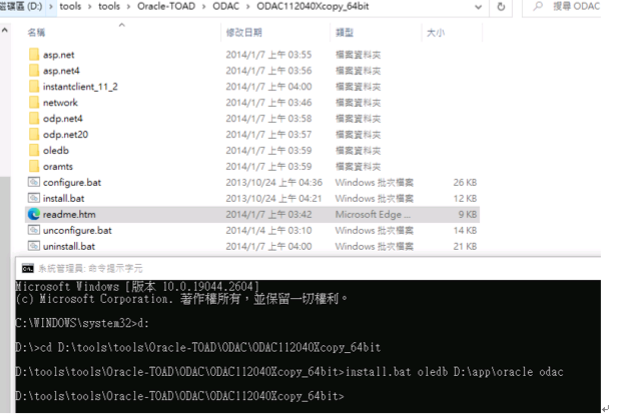 磁碟區 (D:) › tools › tools › Oracle-TOAD › ODAC › ODAC112040Xcopy_64bit 搜尋 ODAC
名稱 修改日期 類型 大小
asp.net 2014/1/7 上午 03:55 檔案資料夾
asp.net4 2014/1/7 上午 03:56 檔案資料夾
instantclient_11_2 2014/1/7 上午 04:00 檔案資料夾
network 2014/1/7 上午 03:46 檔案資料夾
odp.net4 2014/1/7 上午 03:58 檔案資料夾
odp.net20 2014/1/7 上午 03:57 檔案資料夾
oledb 2014/1/7 上午 03:59 檔案資料夾
oramts 2014/1/7 上午 03:59 檔案資料夾
configure.bat 2013/10/24 上午 04:36 Windows 批次檔案 26 KB
install.bat 2013/10/24 上午 04:21 Windows 批次檔案 12 KB
readme.htm 2014/1/7 上午 03:42 Microsoft Edge ... 9 KB
unconfigure.bat 2014/1/4 上午 03:10 Windows 批次檔案 14 KB
uninstall.bat 2014/1/7 上午 04:00 Windows 批次檔案 21 KB
系統管理員: 命令提示字元
Microsoft Windows [版本 10.0.19044.2604]
(c) Microsoft Corporation. 著作權所有，並保留一切權利。
C:\WINDOWS\system32>d:
D:\>cd D:\tools\tools\Oracle-TOAD\ODAC\ODAC112040Xcopy_64bit
D:\tools\tools\Oracle-TOAD\ODAC\ODAC112040Xcopy_64bit>install.bat oledb D:\app\oracle odac
D:\tools\tools\Oracle-TOAD\ODAC\ODAC112040Xcopy_64bit>